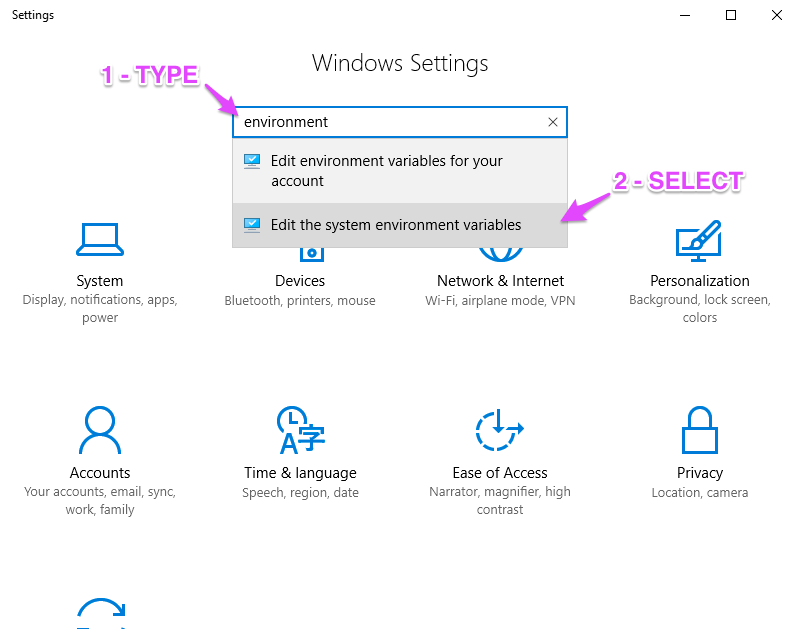 Settings
Windows Settings
1 - TYPE
environment
Edit environment variables for your
account
2 - SELECT
Edit the system environment variables
System
Display, notifications, apps,
power
Devices
Bluetooth, printers, mouse
Network & Internet
Wi-Fi, airplane mode, VPN
Personalization
Background, lock screen,
colors
A字
Accounts
Your accounts, email, sync,
work, family
Time & language
Speech, region, date
Ease of Access
Narrator, magnifier, high
contrast
Privacy
Location, camera